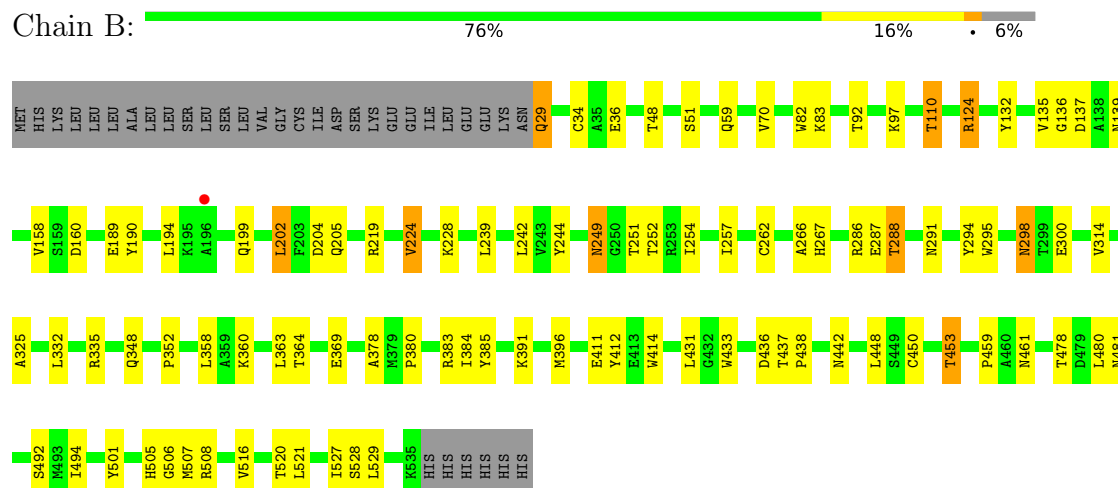 Chain B:
76% 16% • 6%
MET HIS LYS LEU LEU LEU LEU ALA LEU LEU SER LEU SER LEU VAL GLY CYS ILE ASP SER LYS GLU GLU ILE LEU GLU GLU LYS ASN Q29 C34 A35 E36 T48 S51 Q59 V70 W82 K83 T92 K97 T110 R124 Y132 V135 G136 D137 A138 N139
V158 S159 D160 E189 Y190 L194 K195 A196 Q199 L202 F203 D204 Q205 R219 V224 K228 L239 L242 V243 Y244 N249 G250 T251 T252 R253 I254 I257 C262 A266 H267 R286 E287 T288 N291 Y294 W295 N298 T299 E300 V314
A325 L332 R335 Q348 P352 L358 A359 K360 L363 T364 E369 A378 M379 P380 R383 I384 Y385 K391 M396 E411 Y412 E413 W414 L431 G432 W433 D436 T437 P438 N442 L448 S449 C450 T453 P459 A460 N461 T478 D479 L480 N481
S492 M493 I494 Y501 H505 G506 M507 R508 V516 T520 L521 I527 S528 L529 K535 HIS HIS HIS HIS HIS HIS